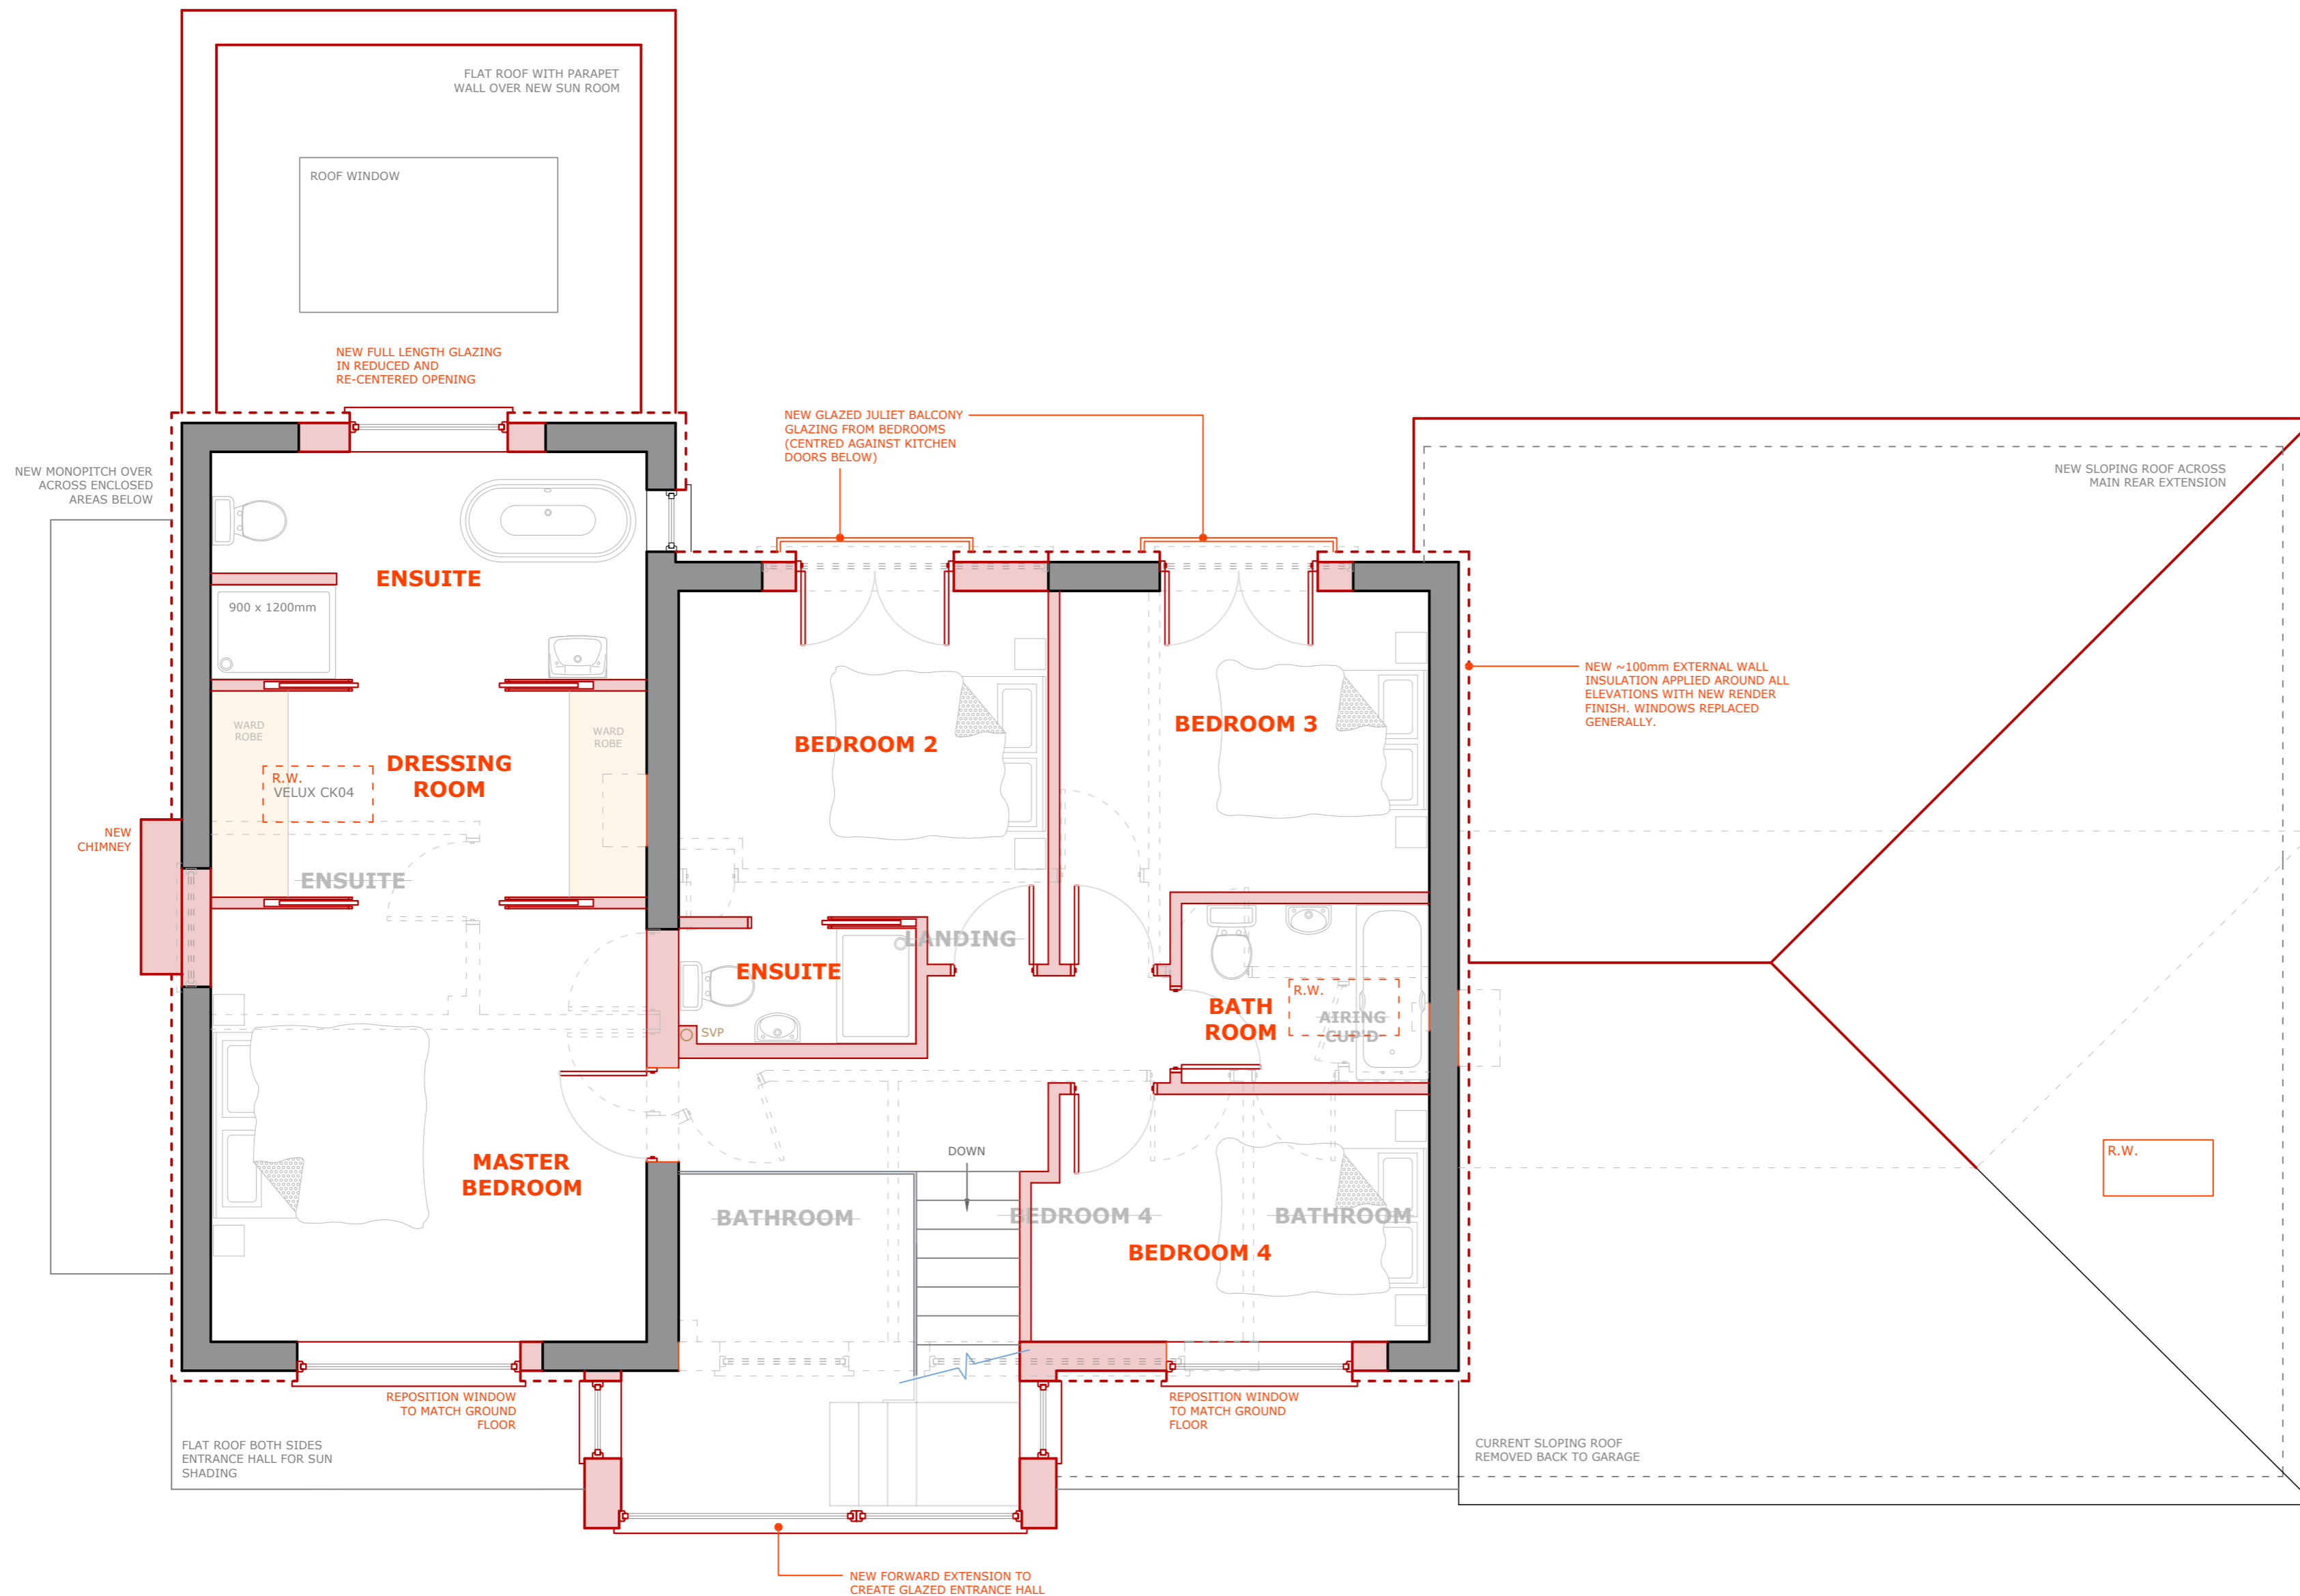 FLAT ROOF WITH PARAPET
WALL OVER NEW SUN ROOM
ROOF WINDOW
NEW FULL LENGTH GLAZING
IN REDUCED AND
RE-CENTERED OPENING
NEW GLAZED JULIET BALCONY
GLAZING FROM BEDROOMS
(CENTRED AGAINST KITCHEN
DOORS BELOW)
NEW MONOPITCH OVER
ACROSS ENCLOSED
AREAS BELOW
NEW SLOPING ROOF ACROSS
MAIN REAR EXTENSION
ENSUITE
900 x 1200mm
NEW ~100mm EXTERNAL WALL
INSULATION APPLIED AROUND ALL
ELEVATIONS WITH NEW RENDER
FINISH. WINDOWS REPLACED
GENERALLY.
WARD
ROBE
WARD
ROBE
BEDROOM 2
BEDROOM 3
DRESSING
ROOM
R.W.
VELUX CK04
NEW
CHIMNEY
ENSUITE
LANDING
ENSUITE
R.W.
BATH
ROOM
AIRING
CUP'D
SVP
DOWN
MASTER
BEDROOM
R.W.
BATHROOM
BEDROOM 4
BATHROOM
BEDROOM 4
REPOSITION WINDOW
TO MATCH GROUND
FLOOR
REPOSITION WINDOW
TO MATCH GROUND
FLOOR
FLAT ROOF BOTH SIDES
ENTRANCE HALL FOR SUN
SHADING
CURRENT SLOPING ROOF
REMOVED BACK TO GARAGE
NEW FORWARD EXTENSION TO
CREATE GLAZED ENTRANCE HALL